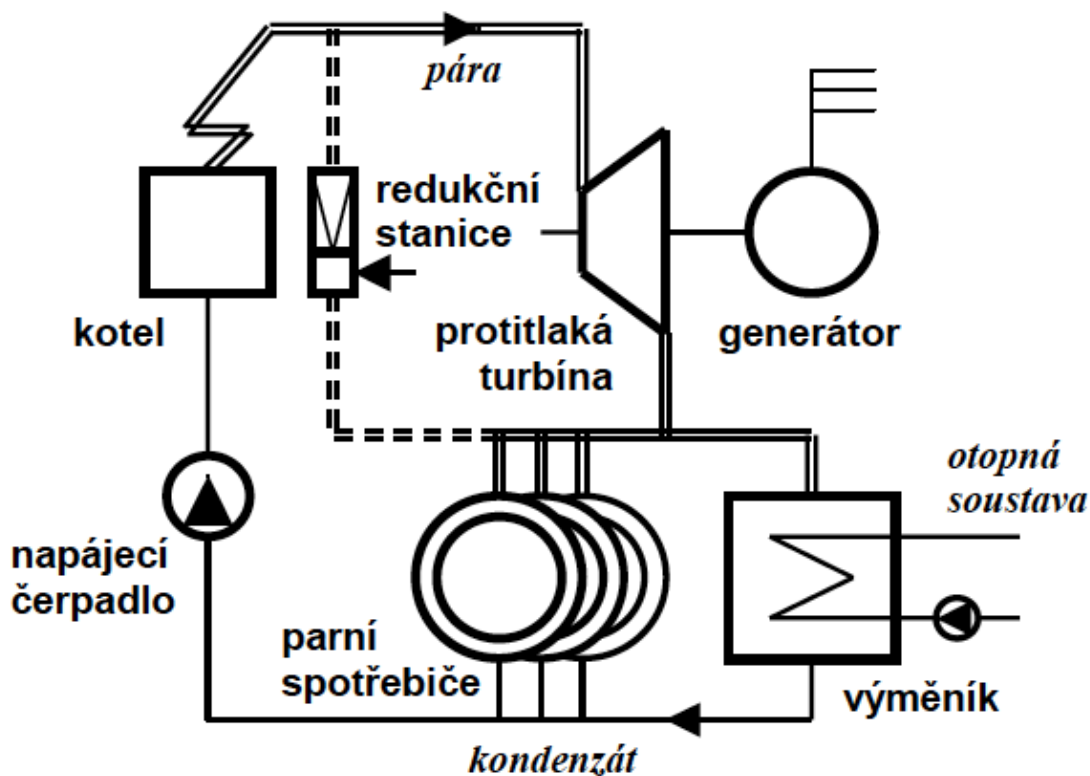 pára
redukční
stanice
kotel
protitlaká
turbína
generátor
otopná
soustava
napájecí
čerpadlo
parní
spotřebiče
výměník
kondenzát